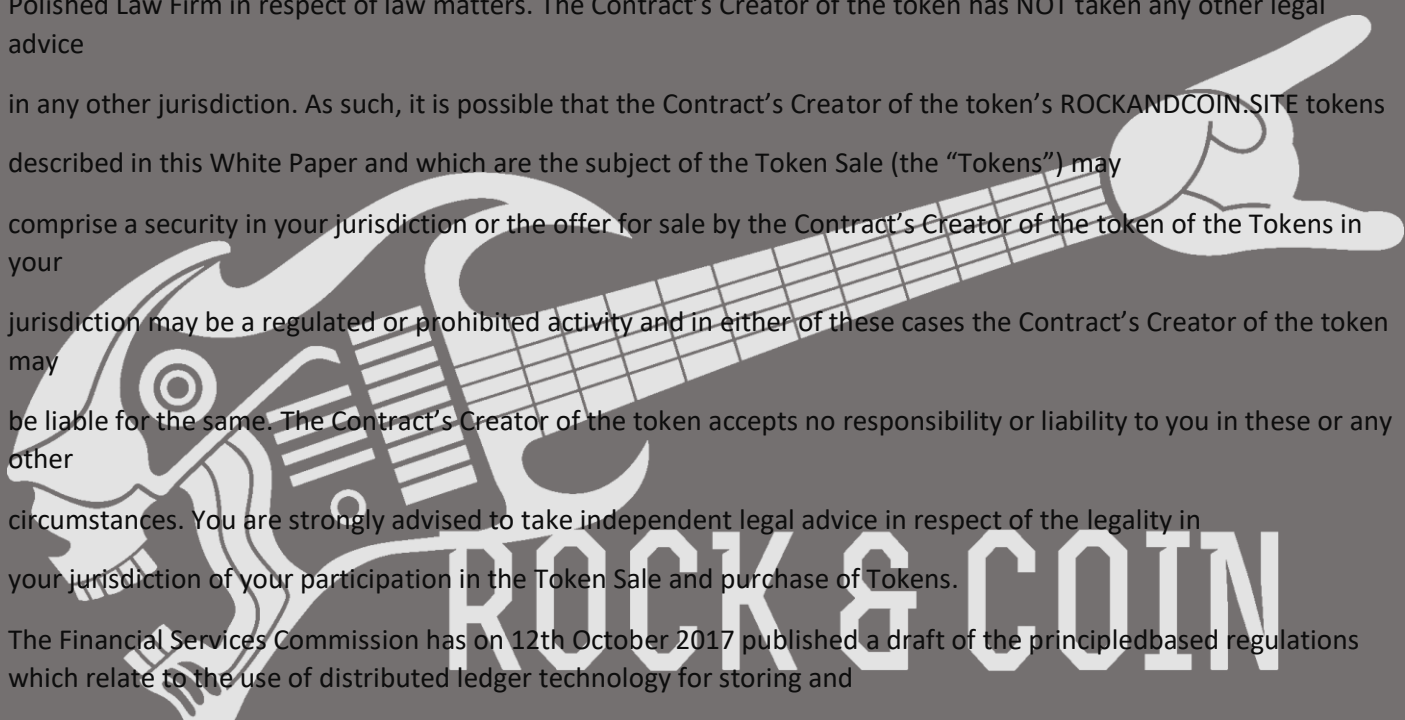 Polished Law Firm in respect of law matters. The Contract’s Creator of the token has NOT taken any other legal
advice
in any other jurisdiction. As such, it is possible that the Contract’s Creator of the token’s ROCKANDCOIN.SITE tokens
described in this White Paper and which are the subject of the Token Sale (the “Tokens”) may
comprise a security in your jurisdiction or the offer for sale by the Contract’s Creator of the token of the Tokens in
your
jurisdiction may be a regulated or prohibited activity and in either of these cases the Contract’s Creator of the token
may
be liable for the same. The Contract’s Creator of the token accepts no responsibility or liability to you in these or any
other
circumstances. You are strongly advised to take independent legal advice in respect of the legality in
your jurisdiction of your participation in the Token Sale and purchase of Tokens.
ROCK & COIN
The Financial Services Commission has on 12th October 2017 published a draft of the principledbased regulations
which relate to the use of distributed ledger technology for storing and